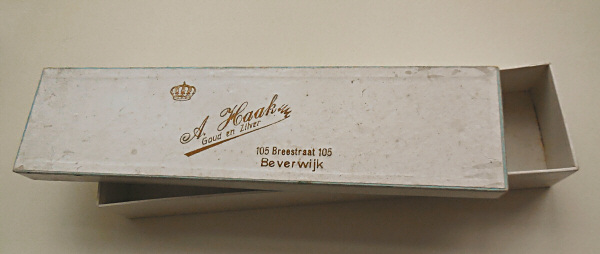 A. Haak
Goud en Zilver
105 Breestraat 105
Beverwijk